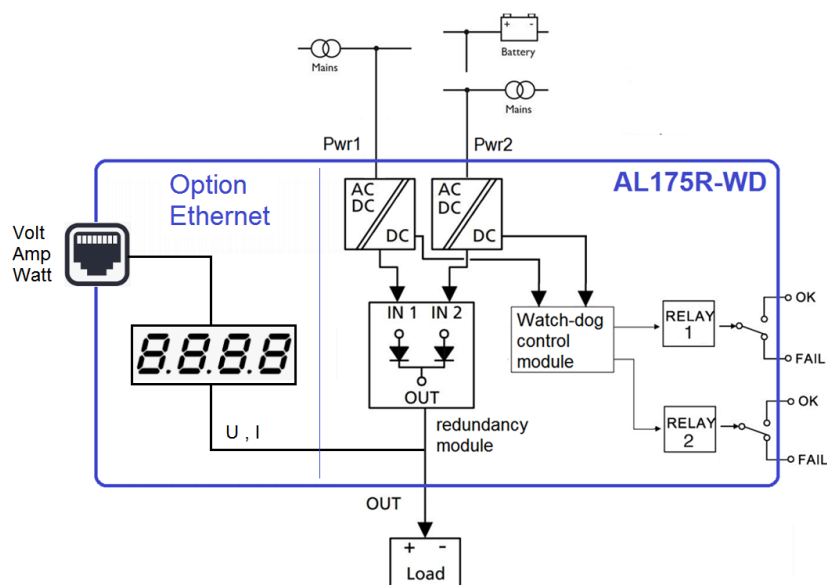 + -
Battery
Mains
Mains
Pwr1
Pwr2
Option
Ethernet
AL175R-WD
AC
DC
DC
AC
DC
DC
Volt
Amp
Watt
IN 1
IN 2
OUT
Watch-dog
control
module
RELAY
1
OK
FAIL
8.8.8.8
redundancy
module
RELAY
2
OK
FAIL
U , I
OUT
+ -
Load